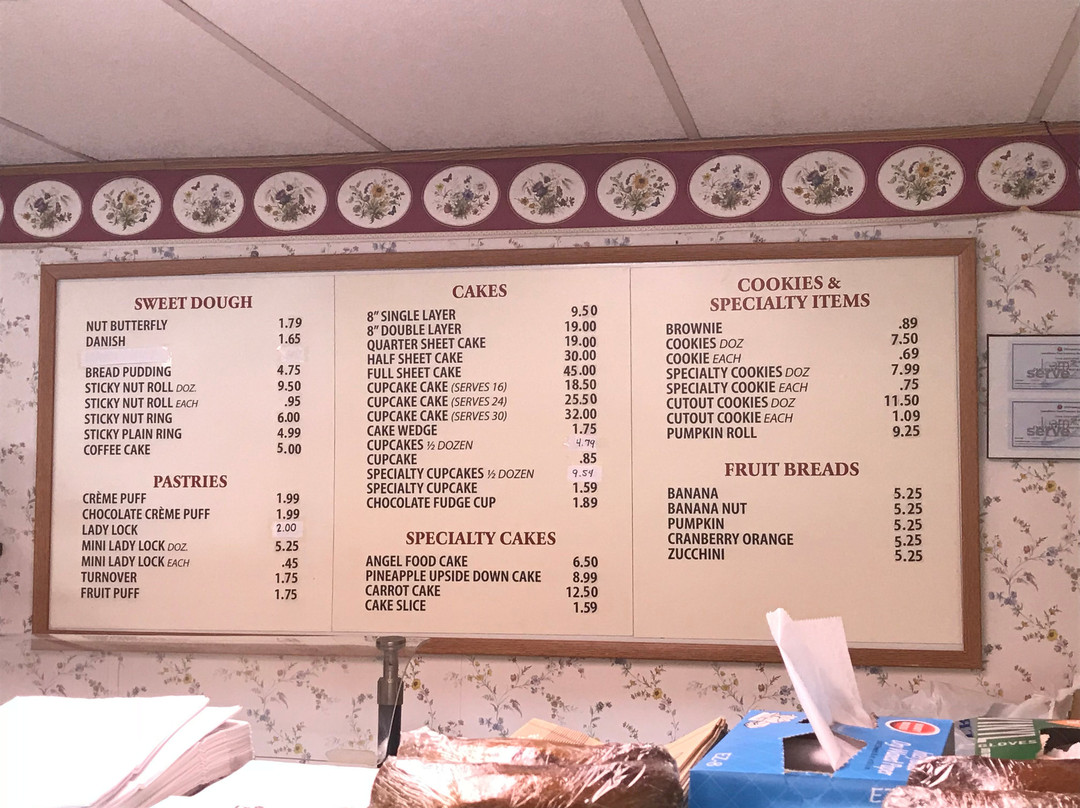 SWEET DOUGH
NUT BUTTERFLY 1.79
DANISH 1.65
BREAD PUDDING 4.75
STICKY NUT ROLL DOZ. 9.50
STICKY NUT ROLL EACH .95
STICKY NUT RING 6.00
STICKY PLAIN RING 4.99
COFFEE CAKE 5.00
PASTRIES
CRÈME PUFF 1.99
CHOCOLATE CRÈME PUFF 1.99
LADY LOCK 2.00
MINI LADY LOCK DOZ. 5.25
MINI LADY LOCK EACH .45
TURNOVER 1.75
FRUIT PUFF 1.75
CAKES
8" SINGLE LAYER 9.50
8" DOUBLE LAYER 19.00
QUARTER SHEET CAKE 19.00
HALF SHEET CAKE 30.00
FULL SHEET CAKE 45.00
CUPCAKE CAKE (SERVES 16) 18.50
CUPCAKE CAKE (SERVES 24) 25.50
CUPCAKE CAKE (SERVES 30) 32.00
CAKE WEDGE 1.75
CUPCAKES ½ DOZEN 4.79
CUPCAKE .85
SPECIALTY CUPCAKES ½ DOZEN 9.54
SPECIALTY CUPCAKE 1.59
CHOCOLATE FUDGE CUP 1.89
SPECIALTY CAKES
ANGEL FOOD CAKE 6.50
PINEAPPLE UPSIDE DOWN CAKE 8.99
CARROT CAKE 12.50
CAKE SLICE 1.59
COOKIES &
SPECIALTY ITEMS
BROWNIE .89
COOKIES DOZ 7.50
COOKIE EACH .69
SPECIALTY COOKIES DOZ 7.99
SPECIALTY COOKIE EACH .75
CUTOUT COOKIES DOZ 11.50
CUTOUT COOKIE EACH 1.09
PUMPKIN ROLL 9.25
FRUIT BREADS
BANANA 5.25
BANANA NUT 5.25
PUMPKIN 5.25
CRANBERRY ORANGE 5.25
ZUCCHINI 5.25
serve
serve
GLOVES